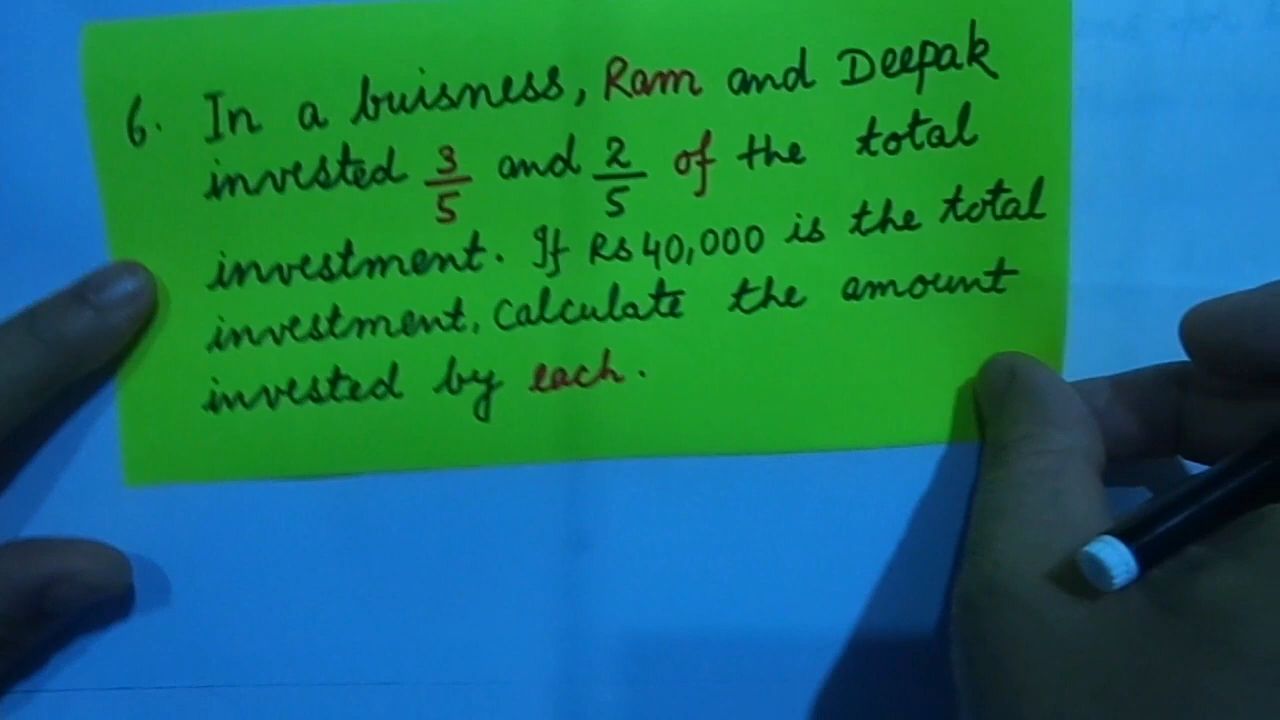 6. In a buisness, Ram and Deepak
invested 3/5 and 2/5 of the total
investment. If Rs 40,000 is the total
investment, calculate the amount
invested by each.